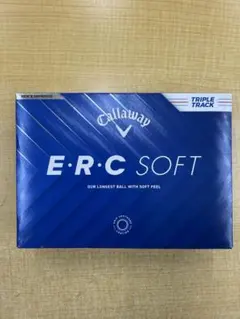 TRIPLE
TRACK
Callaway
E•R•C SOFT
OUR LONGEST BALL WITH SOFT FEEL